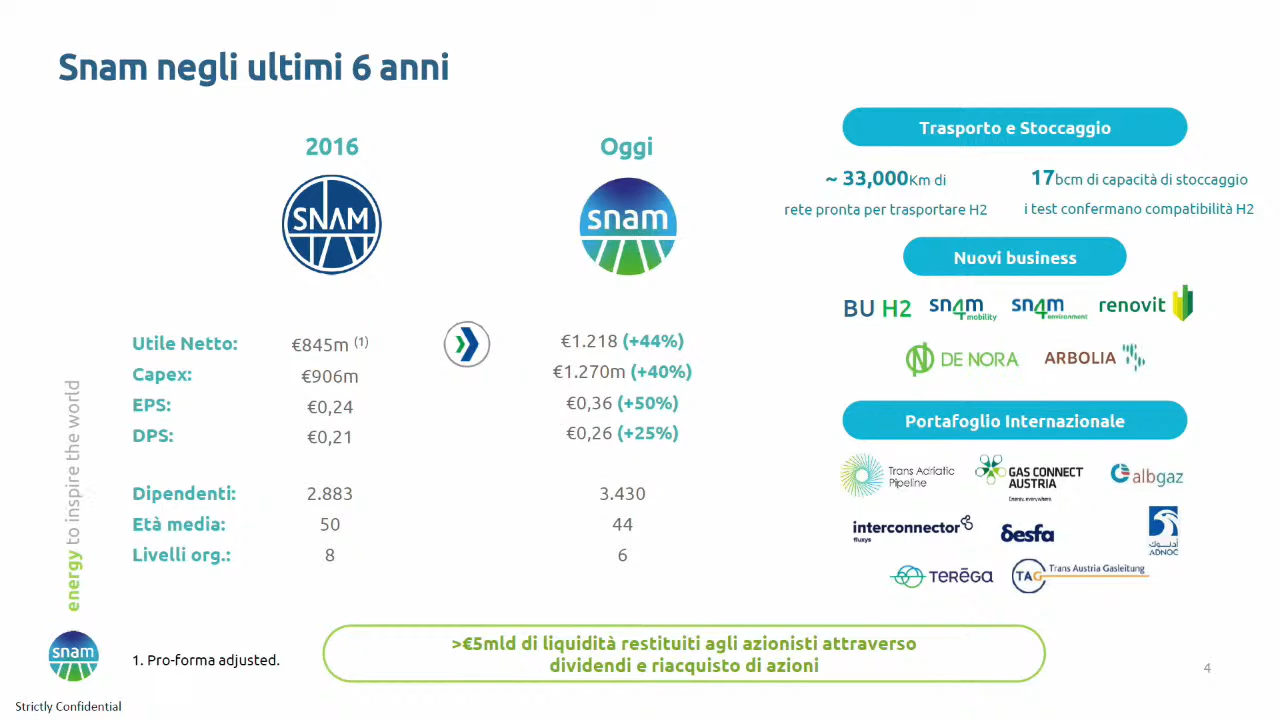 Snam negli ultimi 6 anni
2016
Oggi
SNAM
snam
Utile Netto: €845m (1) €1.218 (+44%)
Capex: €906m €1.270m (+40%)
EPS: €0,24 €0,36 (+50%)
DPS: €0,21 €0,26 (+25%)
Dipendenti: 2.883 3.430
Età media: 50 44
Livelli org.: 8 6
Trasporto e Stoccaggio
~ 33,000Km di
rete pronta per trasportare H2
17bcm di capacità di stoccaggio
i test confermano compatibilità H2
Nuovi business
BU H2
sn4m
mobility
sn4m
environment
renovit
DE NORA
ARBOLIA
Portafoglio Internazionale
Trans Adriatic
Pipeline
GAS CONNECT
AUSTRIA
Energy. everywhere.
albgaz
interconnector
fluxys
desfa
أدنوك
ADNOC
TERĒGA
TAG
Trans Austria Gasleitung
energy to inspire the world
snam
1. Pro-forma adjusted.
>€5mld di liquidità restituiti agli azionisti attraverso
dividendi e riacquisto di azioni
4
Strictly Confidential